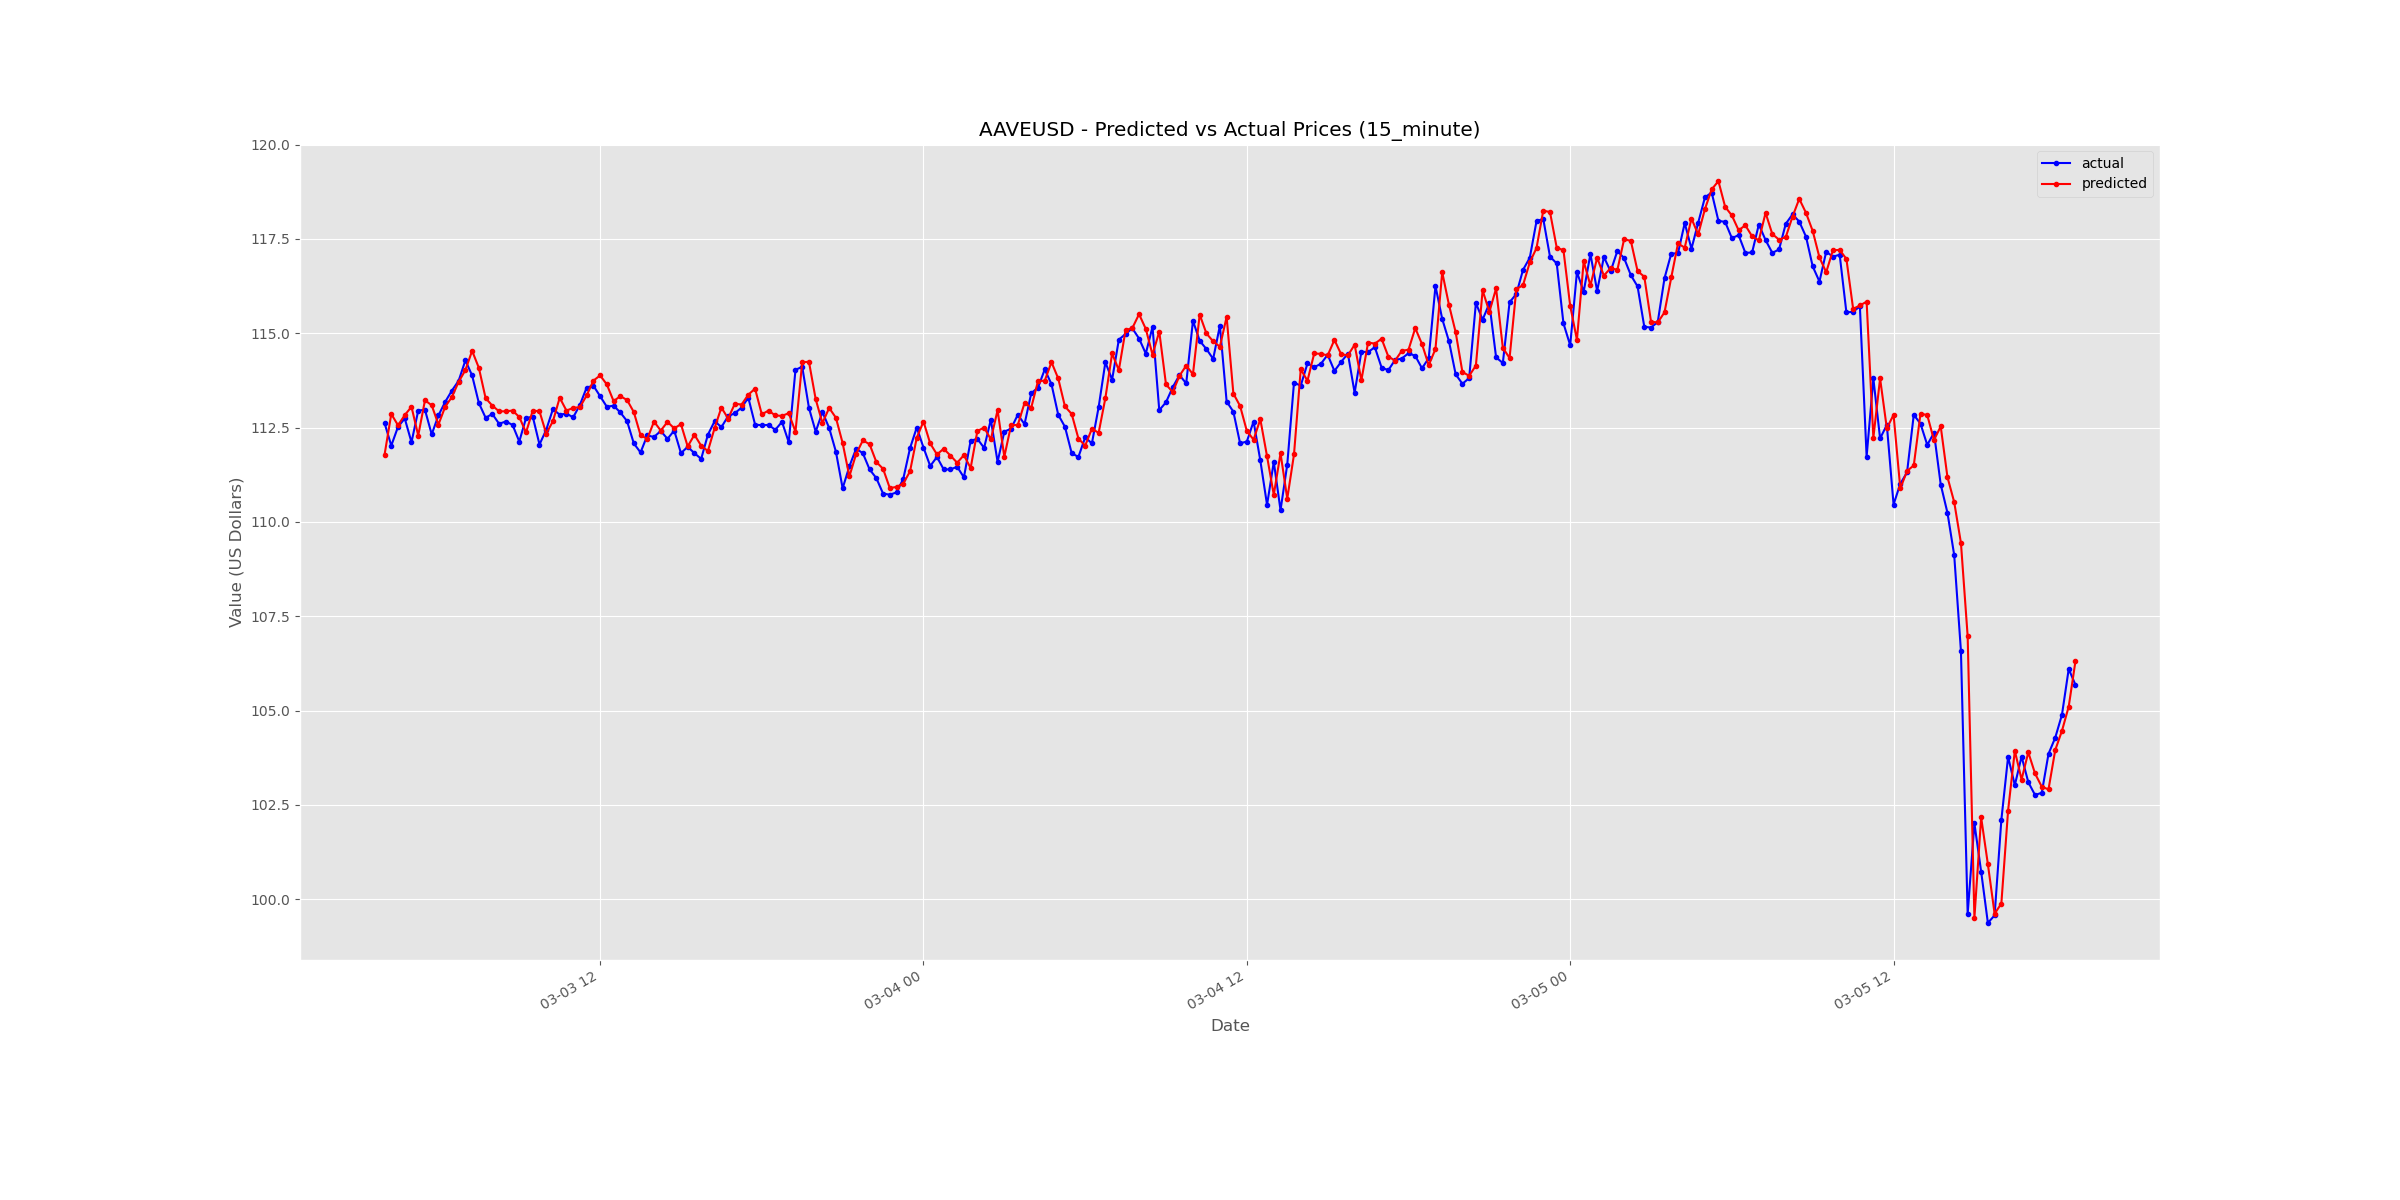 AAVEUSD - Predicted vs Actual Prices (15_minute)
actual
predicted
Value (US Dollars)
120.0
117.5
115.0
112.5
110.0
107.5
105.0
102.5
100.0
03-03 12
03-04 00
03-04 12
03-05 00
03-05 12
Date